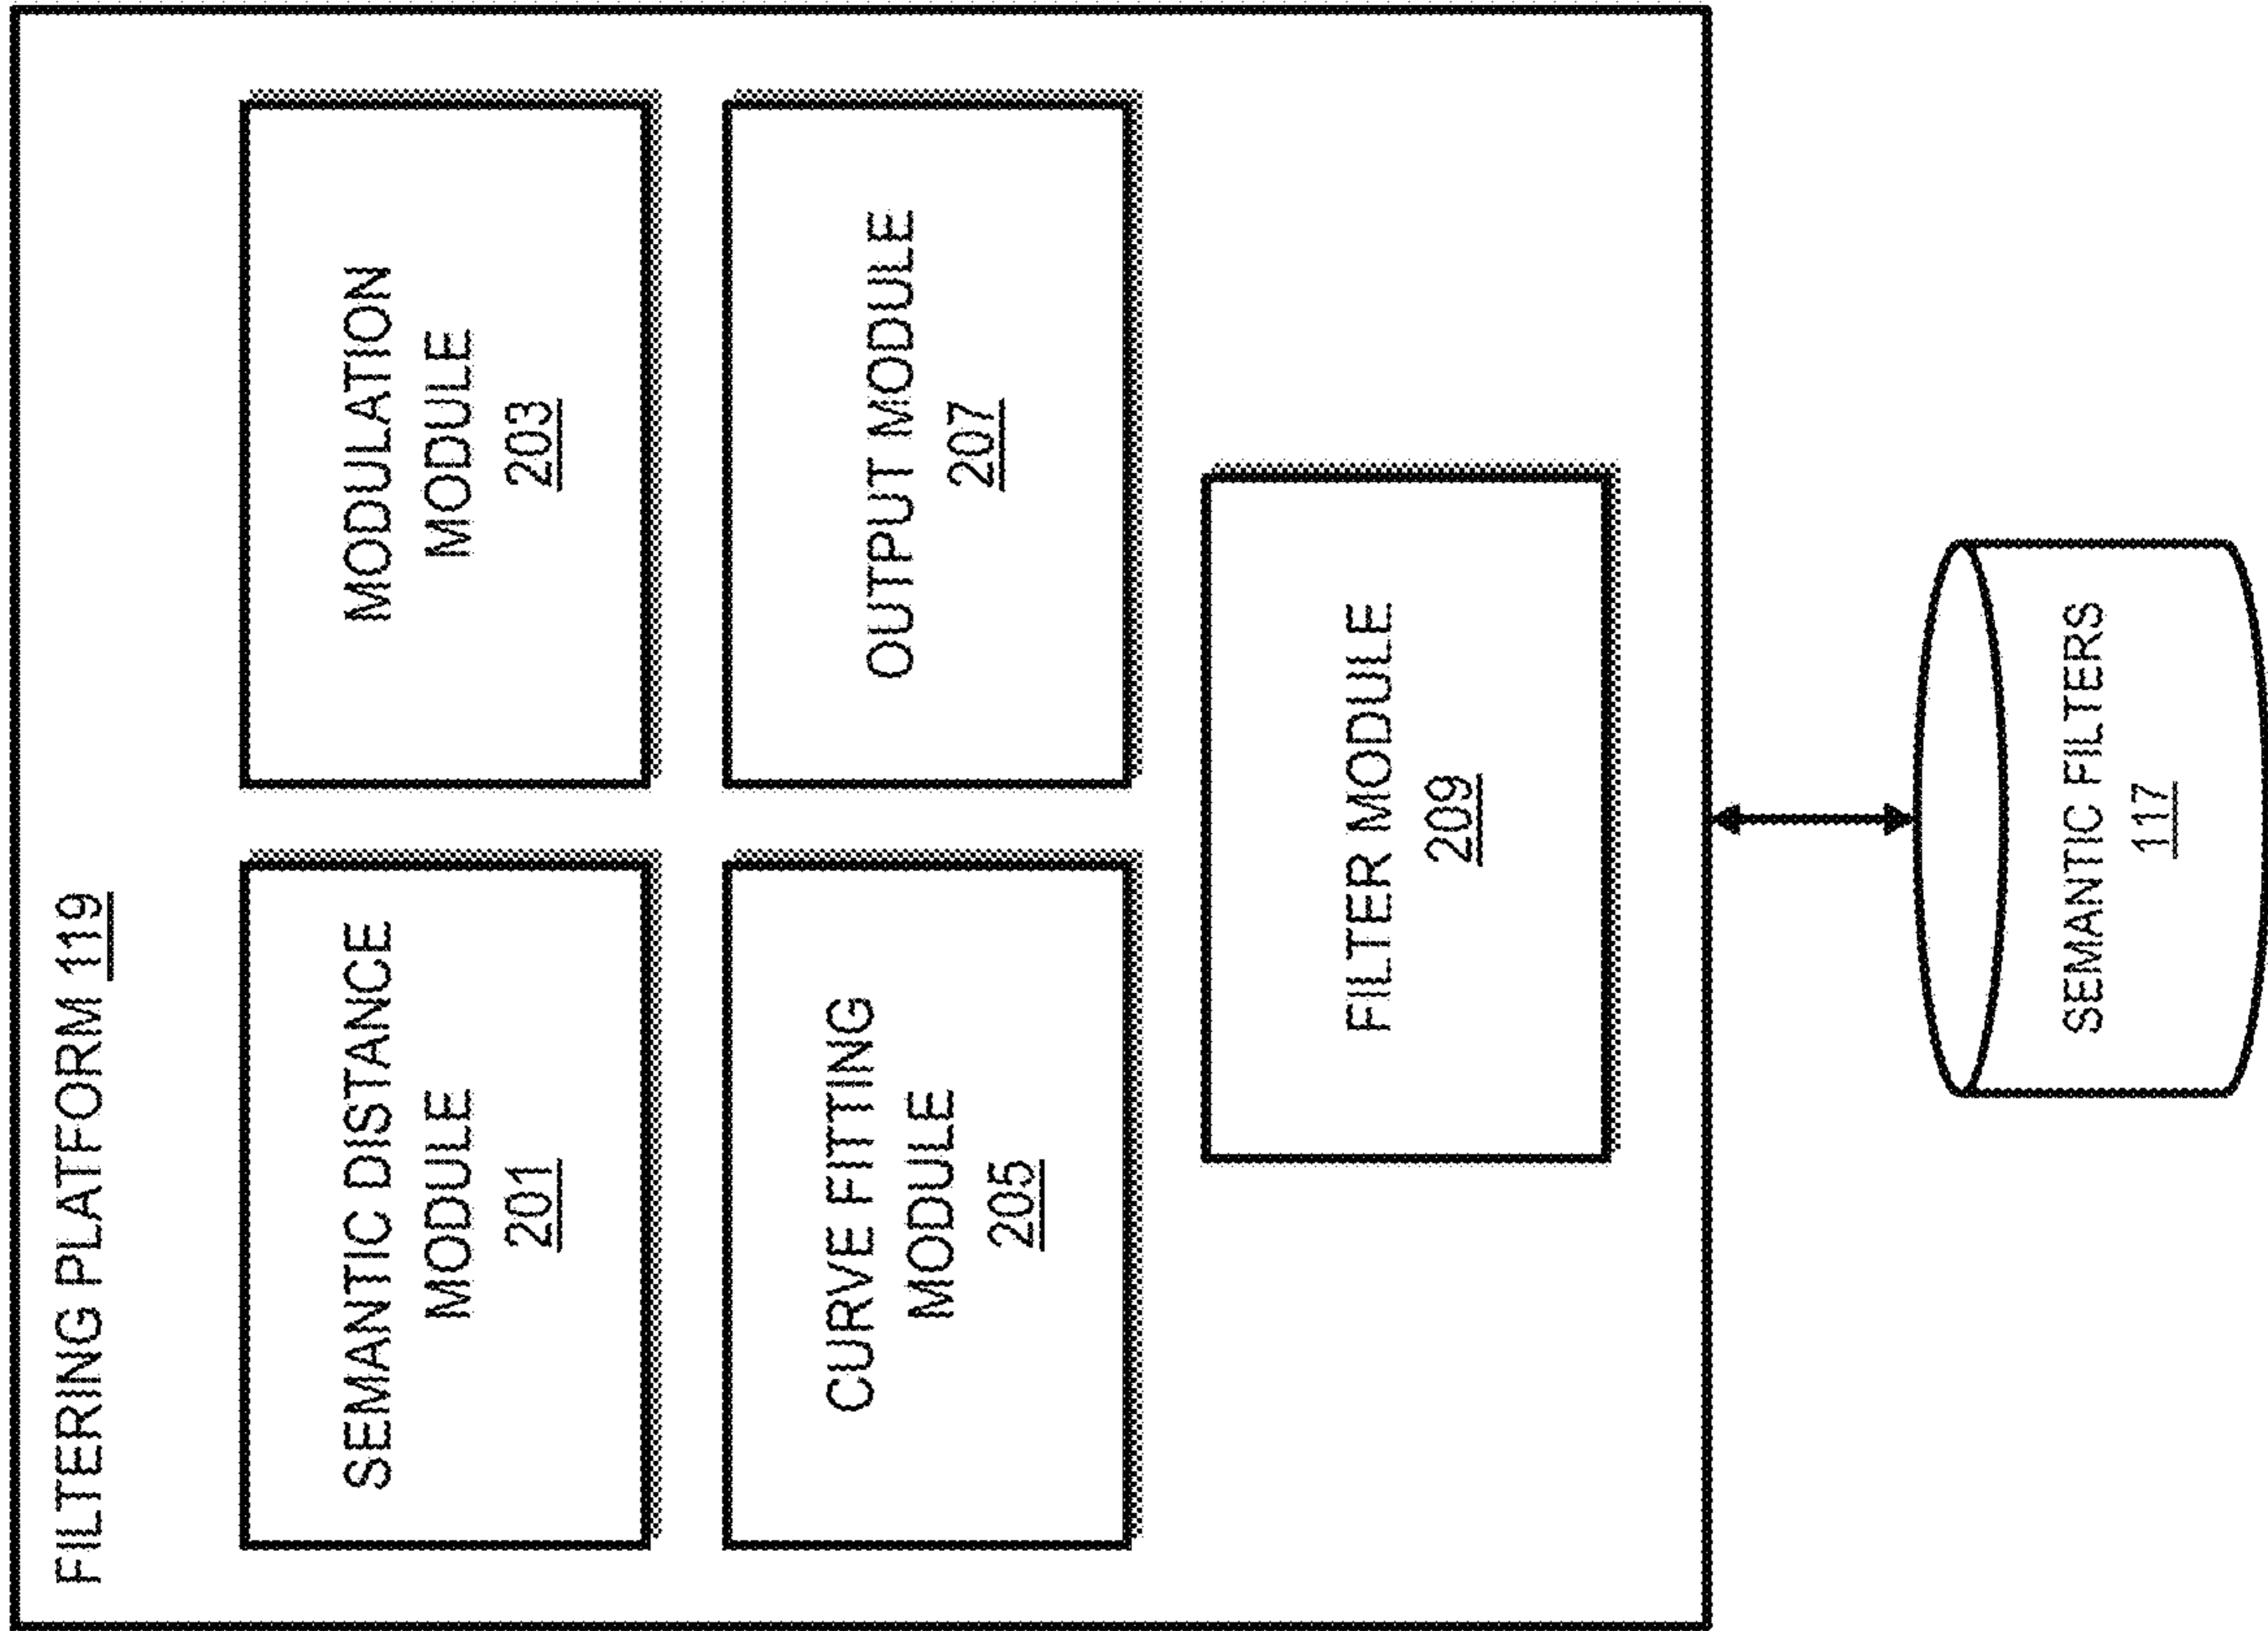 FILTERING PLATFORM 119
SEMANTIC DISTANCE
MODULE
201
MODULATION
MODULE
203
CURVE FITTING
MODULE
205
OUTPUT MODULE
207
FILTER MODULE
209
SEMANTIC FILTERS
117